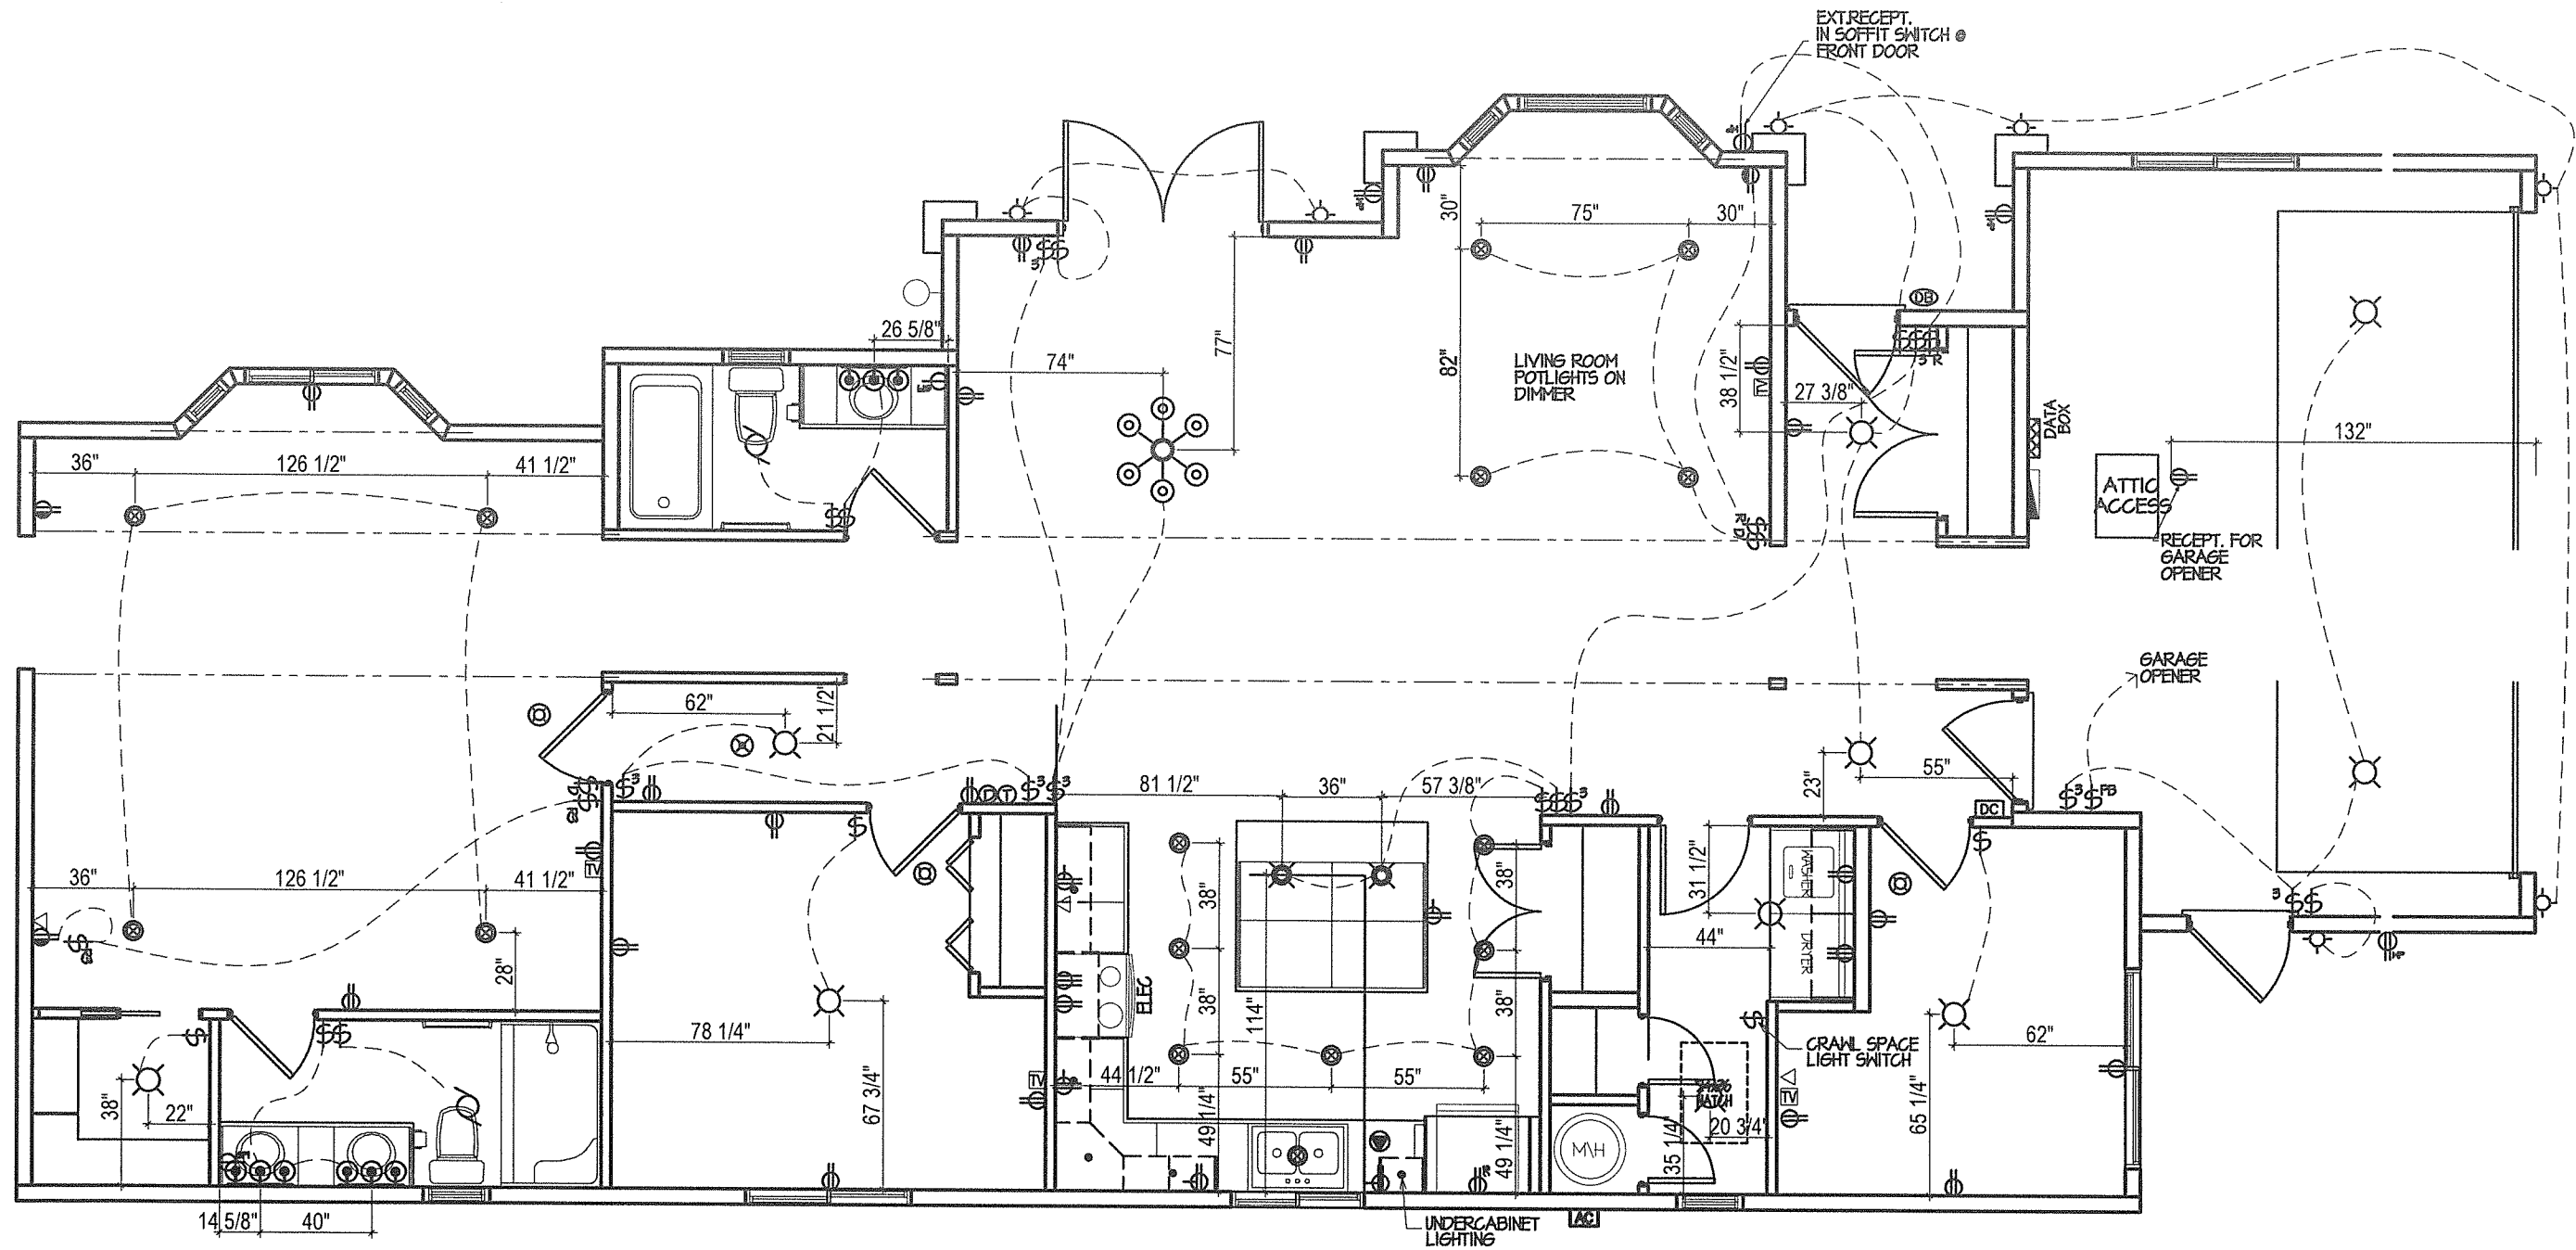 EXT.RECEPT.
IN SOFFIT SWITCH @
FRONT DOOR
30"
75"
30"
DB
26 5/8"
74"
77"
82"
LIVING ROOM
POTLIGHTS ON
DIMMER
38 1/2"
27 3/8"
TV
3 R
DATA
BOX
132"
36"
126 1/2"
41 1/2"
ATTIC
ACCESS
RECEPT. FOR
GARAGE
OPENER
GARAGE
OPENER
62"
21 1/2"
81 1/2"
36"
57 3/8"
23"
55"
D T
DC
PB
TV
36"
126 1/2"
41 1/2"
28"
38"
38"
31 1/2"
WASHER
DRYER
44"
ELEC
38"
114"
38"
78 1/4"
67 3/4"
CRAWL SPACE
LIGHT SWITCH
62"
65 1/4"
38"
22"
TV
44 1/2"
55"
55"
HATCH
TV
49 1/4"
49 1/4"
W\H
35 1/4"
20 3/4"
14 5/8"
40"
UNDERCABINET
LIGHTING
AC